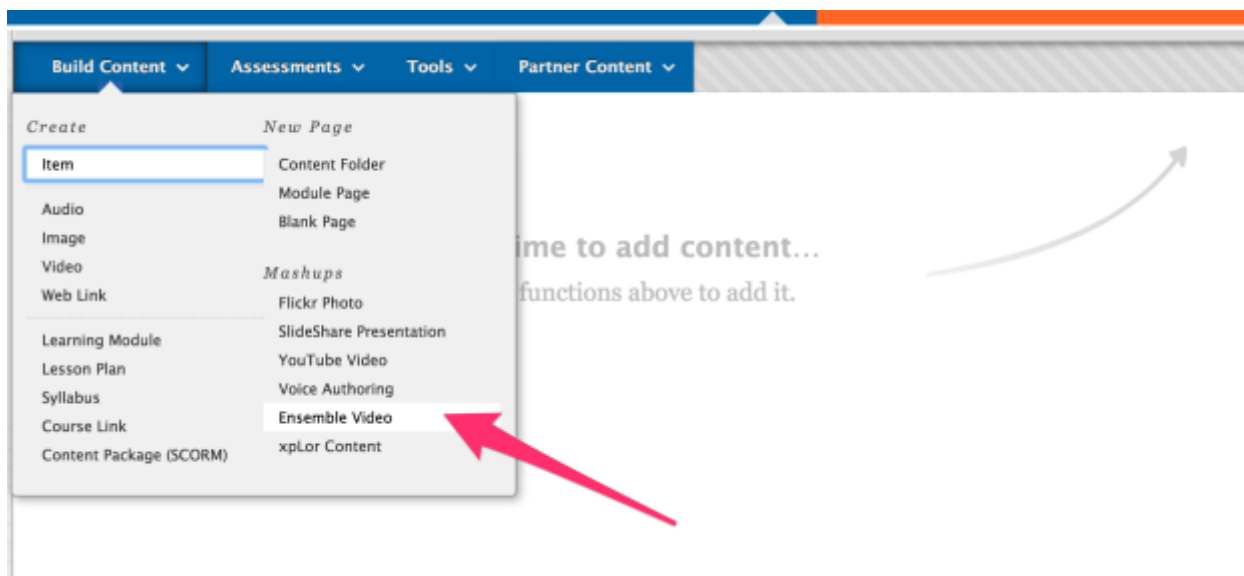 Build Content
Assessments
Tools
Partner Content
Create
Item
Audio
Image
Video
Web Link
Learning Module
Lesson Plan
Syllabus
Course Link
Content Package (SCORM)
New Page
Content Folder
Module Page
Blank Page
Mashups
Flickr Photo
SlideShare Presentation
YouTube Video
Voice Authoring
Ensemble Video
xpLor Content
to add content...
functions above to add it.